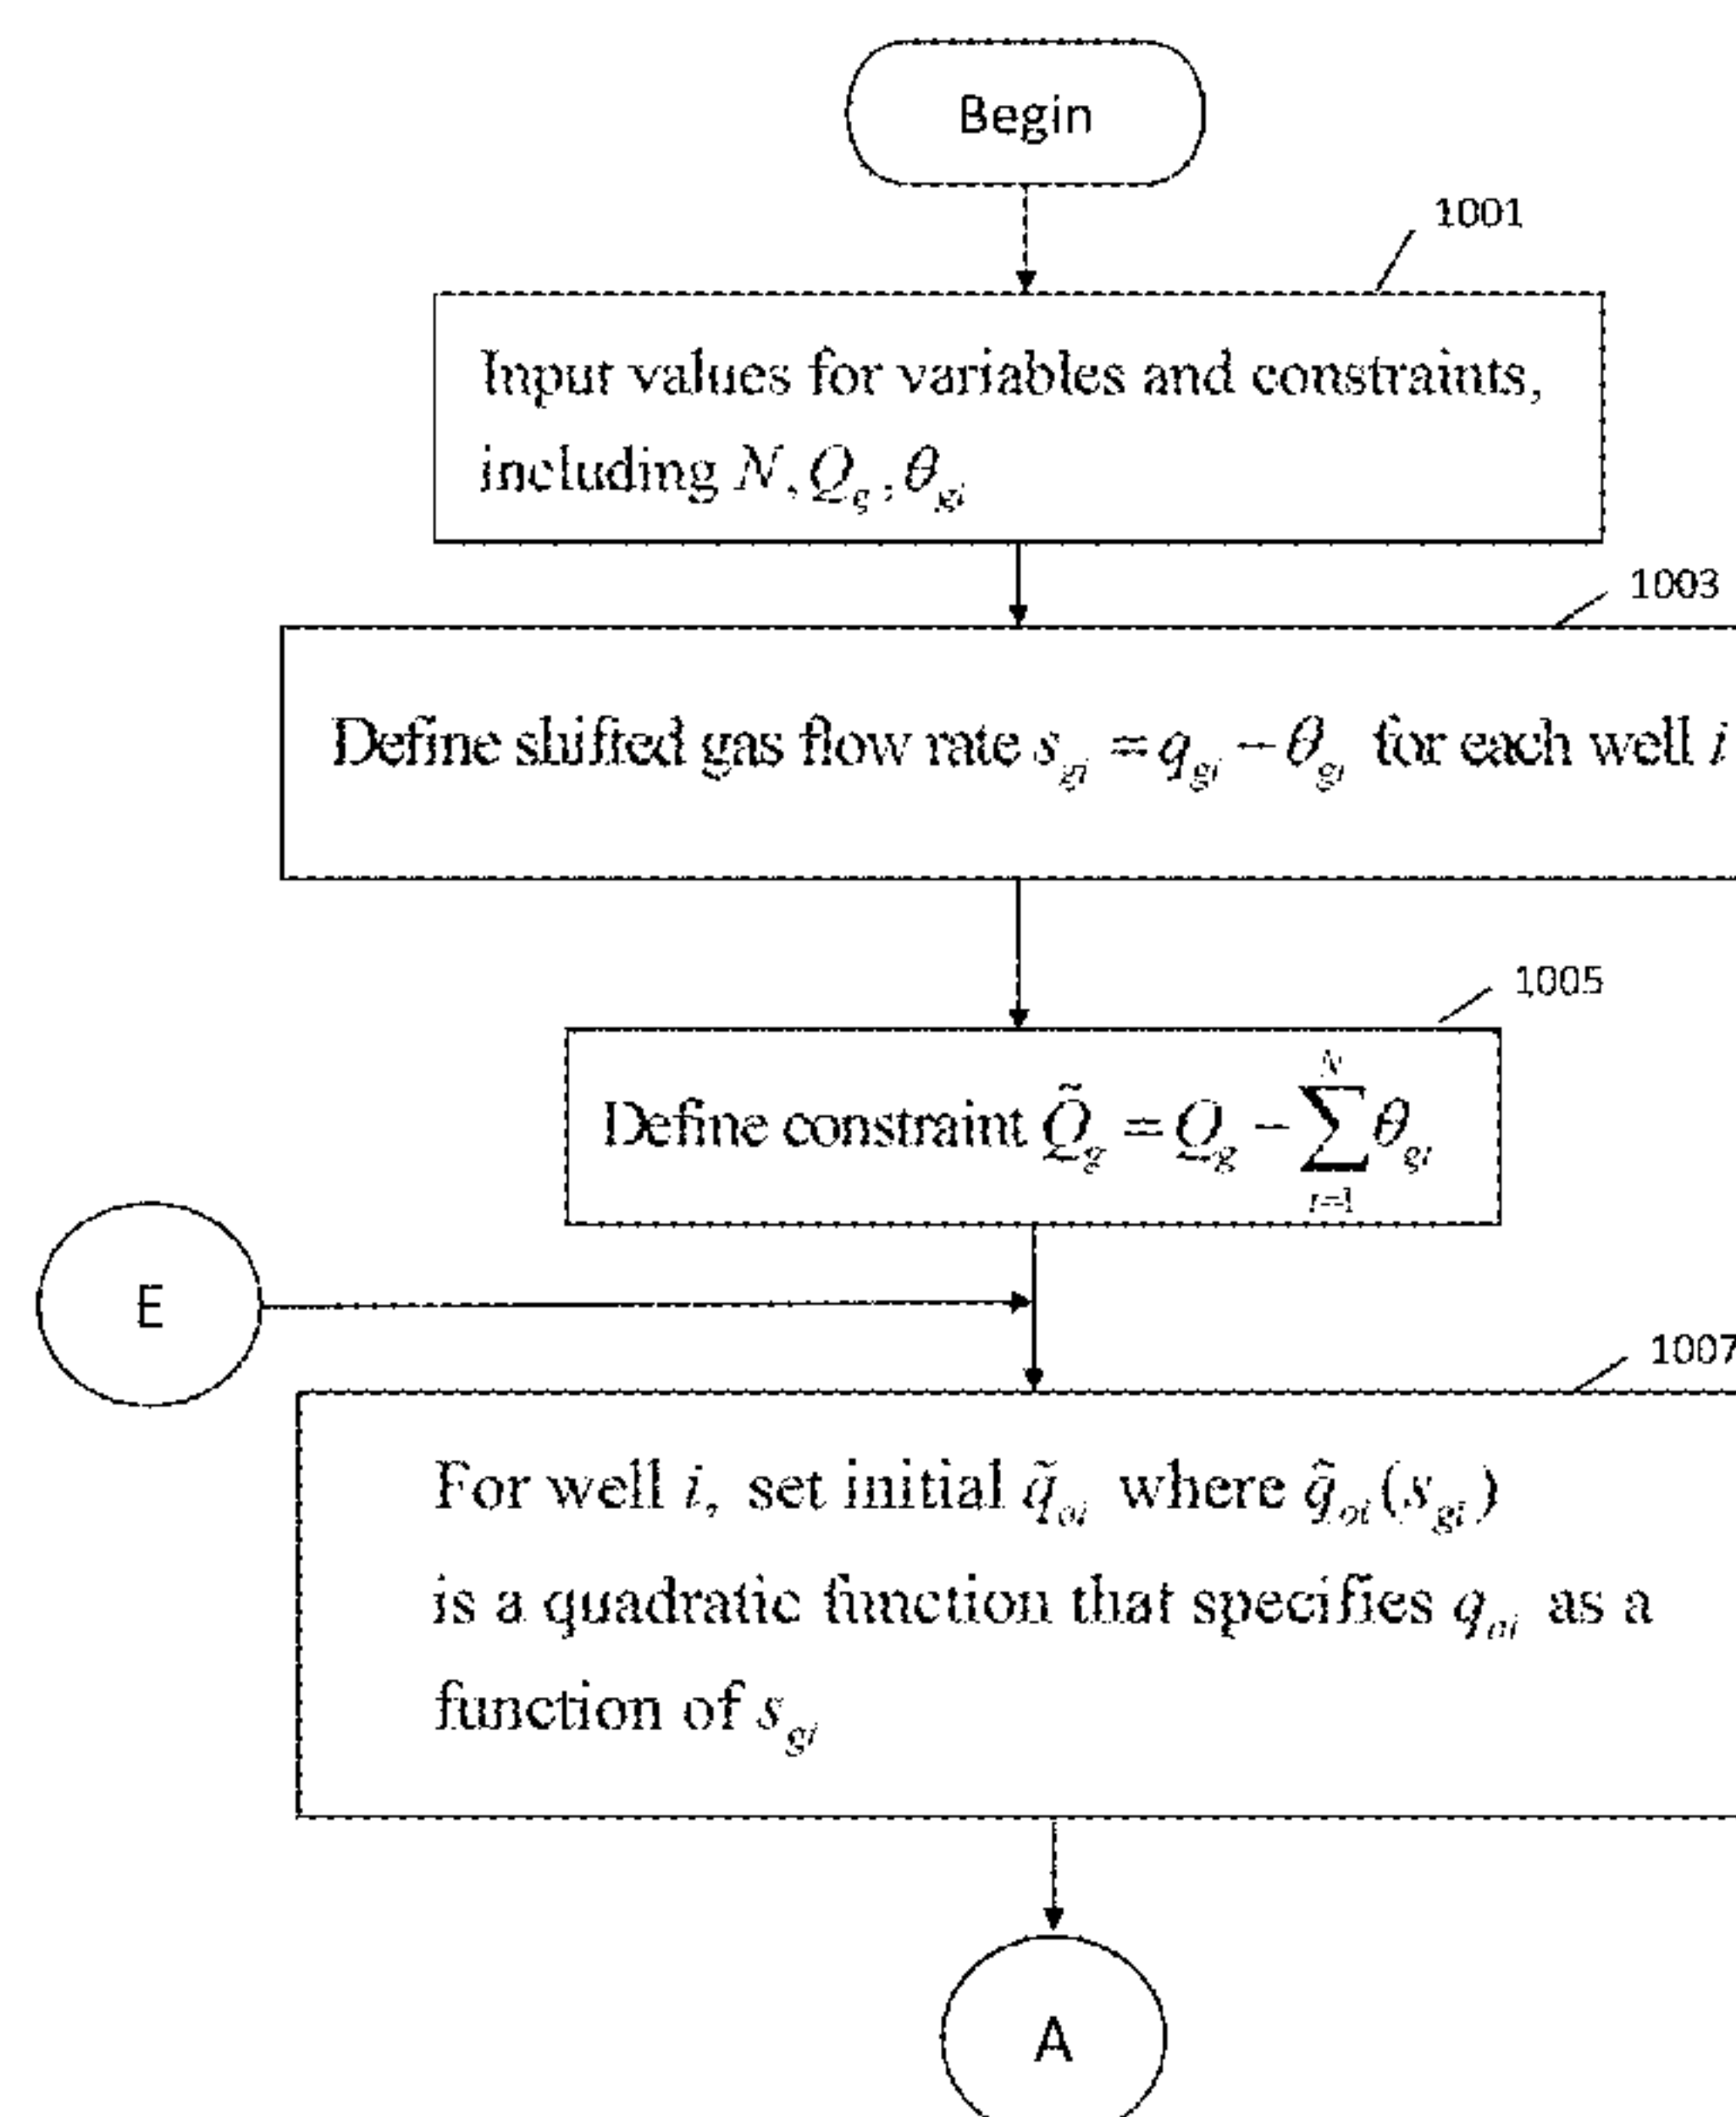 Begin
1001
Input values for variables and constraints,
including N, Q_g, θ_gi
1003
Define shifted gas flow rate s_gi = q_gi − θ_gi for each well i
1005
Define constraint Q̃_g = Q_g − ∑_{i=1}^{N} θ_gi
E
1007
For well i, set initial q̃_oi where q̃_oi(s_gi)
is a quadratic function that specifies q_oi as a
function of s_gi
A